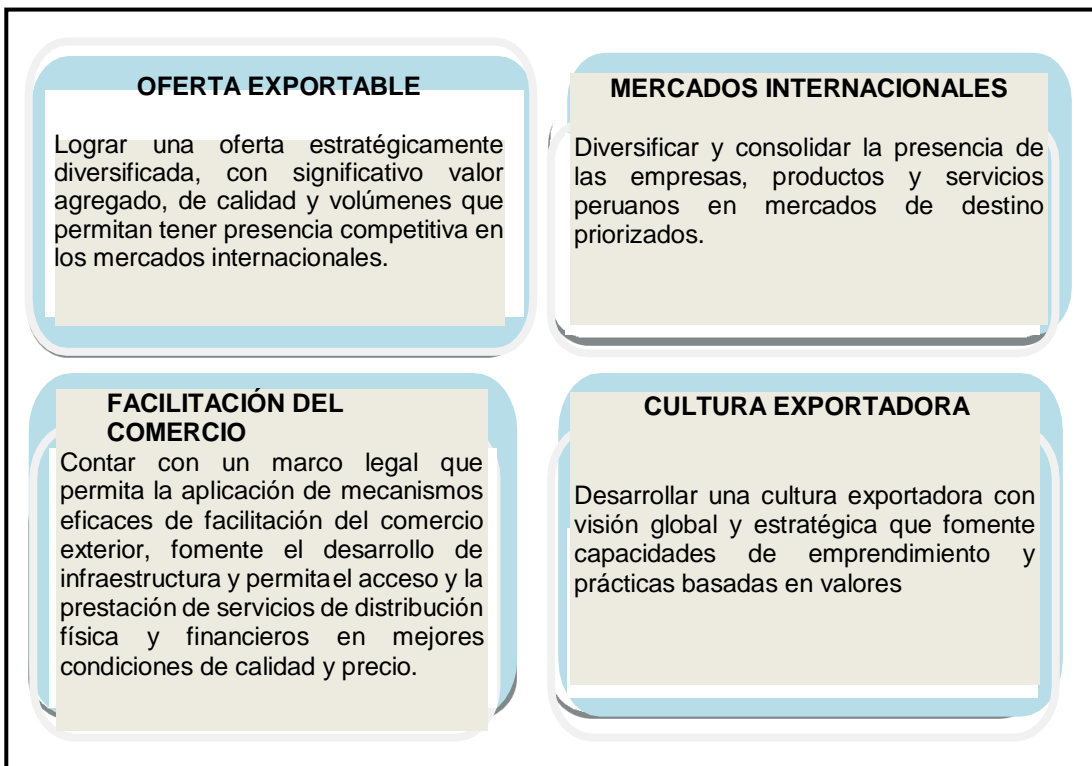 OFERTA EXPORTABLE
Lograr una oferta estratégicamente
diversificada, con significativo valor
agregado, de calidad y volúmenes que
permitan tener presencia competitiva en
los mercados internacionales.
MERCADOS INTERNACIONALES
Diversificar y consolidar la presencia de
las empresas, productos y servicios
peruanos en mercados de destino
priorizados.
FACILITACIÓN DEL
COMERCIO
Contar con un marco legal que
permita la aplicación de mecanismos
eficaces de facilitación del comercio
exterior, fomente el desarrollo de
infraestructura y permita el acceso y la
prestación de servicios de distribución
física y financieros en mejores
condiciones de calidad y precio.
CULTURA EXPORTADORA
Desarrollar una cultura exportadora con
visión global y estratégica que fomente
capacidades de emprendimiento y
prácticas basadas en valores